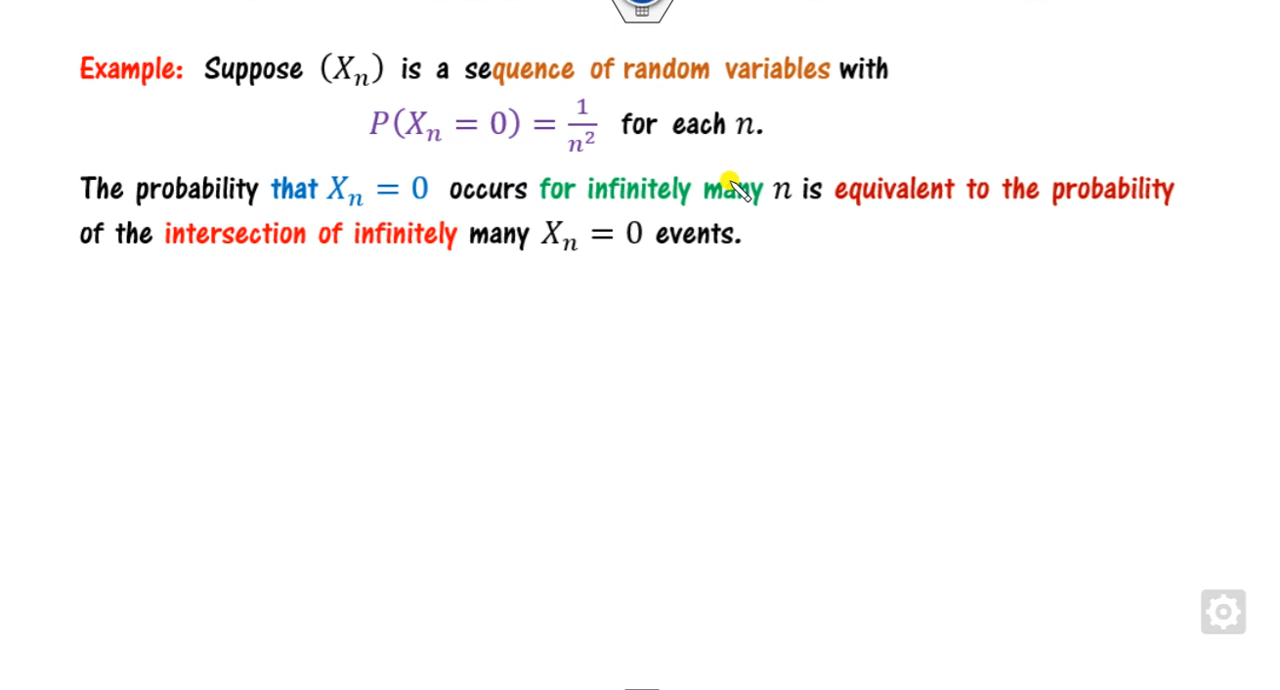 Example: Suppose (Xₙ) is a sequence of random variables with
P(Xₙ = 0) = 1/n² for each n.
The probability that Xₙ = 0 occurs for infinitely many n is equivalent to the probability
of the intersection of infinitely many Xₙ = 0 events.